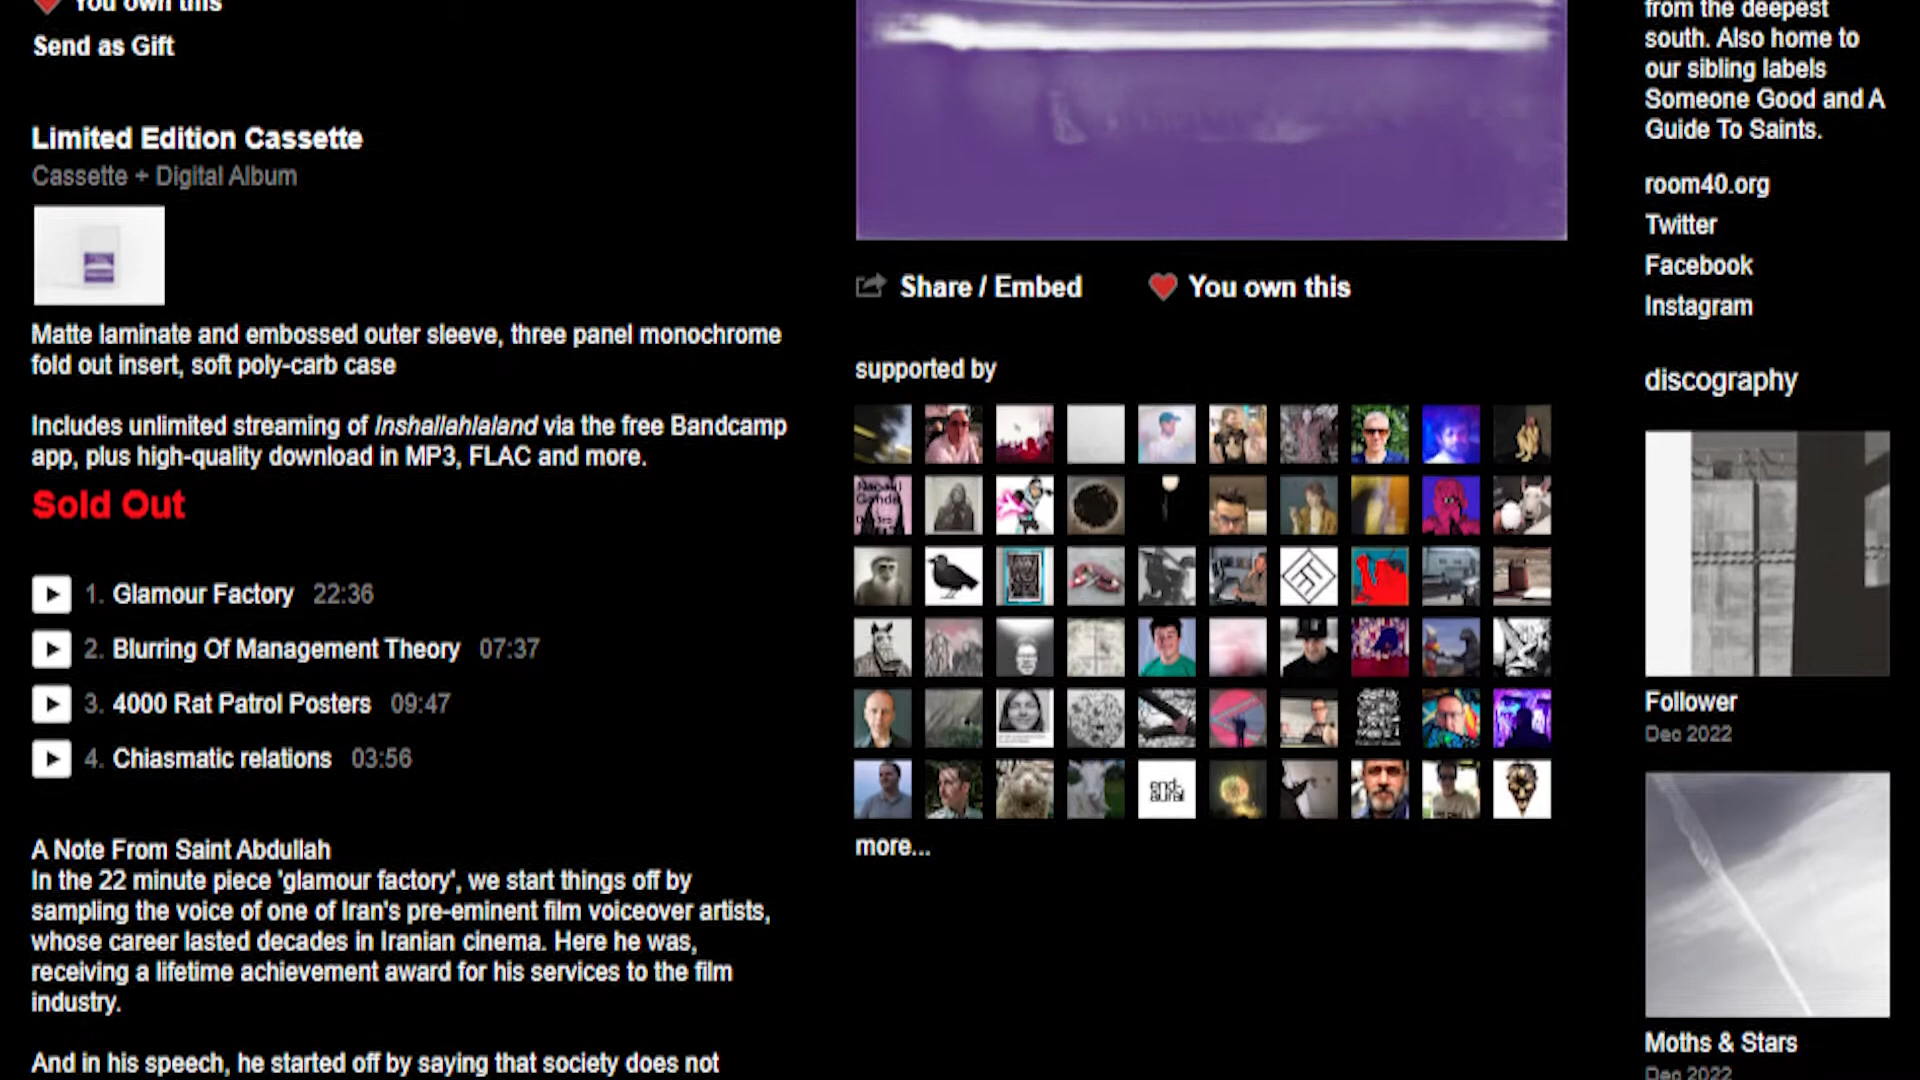 You own this
Send as Gift
Limited Edition Cassette
Cassette + Digital Album
Matte laminate and embossed outer sleeve, three panel monochrome
fold out insert, soft poly-carb case
Includes unlimited streaming of Inshallahlaland via the free Bandcamp
app, plus high-quality download in MP3, FLAC and more.
Sold Out
1. Glamour Factory 22:36
2. Blurring Of Management Theory 07:37
3. 4000 Rat Patrol Posters 09:47
4. Chiasmatic relations 03:56
A Note From Saint Abdullah
In the 22 minute piece 'glamour factory', we start things off by
sampling the voice of one of Iran's pre-eminent film voiceover artists,
whose career lasted decades in Iranian cinema. Here he was,
receiving a lifetime achievement award for his services to the film
industry.
And in his speech, he started off by saying that society does not
Share / Embed
You own this
supported by
end.
aural
more...
from the deepest
south. Also home to
our sibling labels
Someone Good and A
Guide To Saints.
room40.org
Twitter
Facebook
Instagram
discography
Follower
Dec 2022
Moths & Stars
Dec 2022